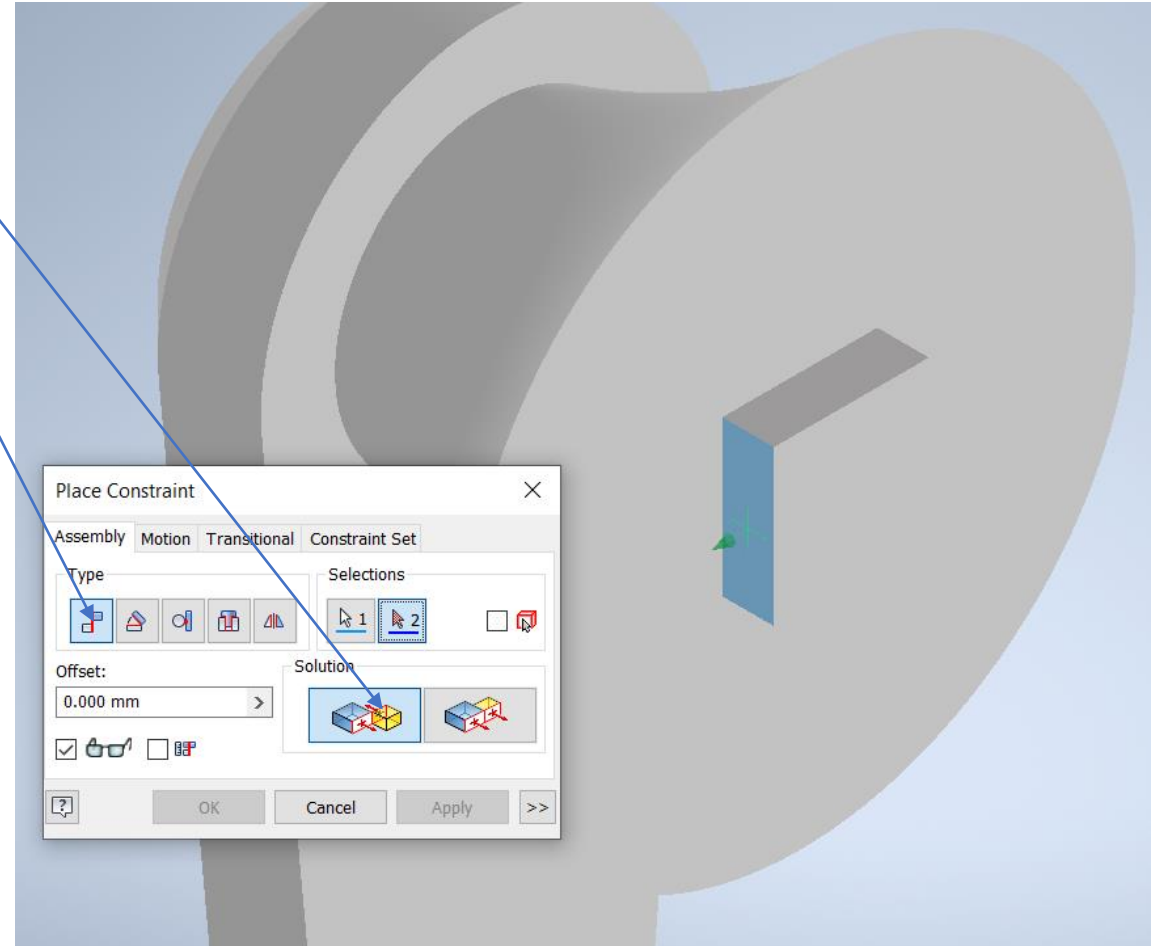 Place Constraint
Assembly Motion Transitional Constraint Set
Type
Selections
1 2
Offset:
Solution
0.000 mm >
? OK Cancel Apply >>